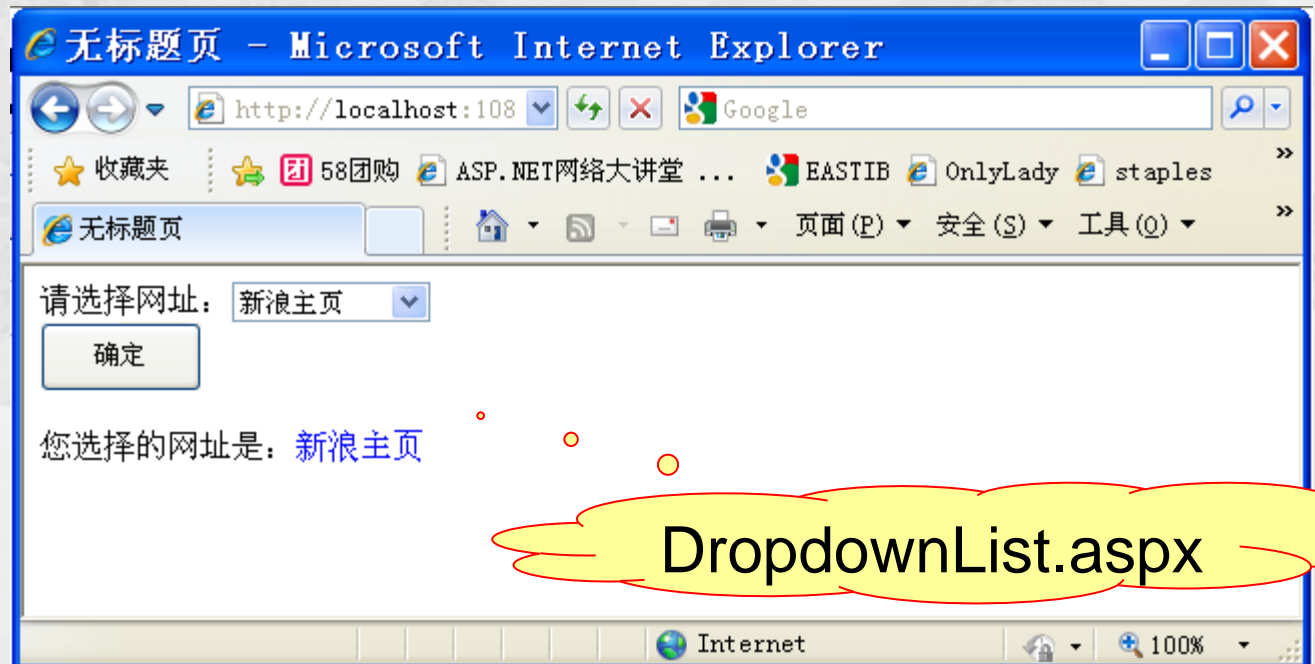 无标题页 - Microsoft Internet Explorer
http://localhost:108 Google
收藏夹 团 58团购 ASP.NET网络大讲堂 ... EASTIB OnlyLady staples »
无标题页 页面(P) 安全(S) 工具(O) »
请选择网址: 新浪主页
确定
您选择的网址是: 新浪主页
DropdownList.aspx
Internet 100%